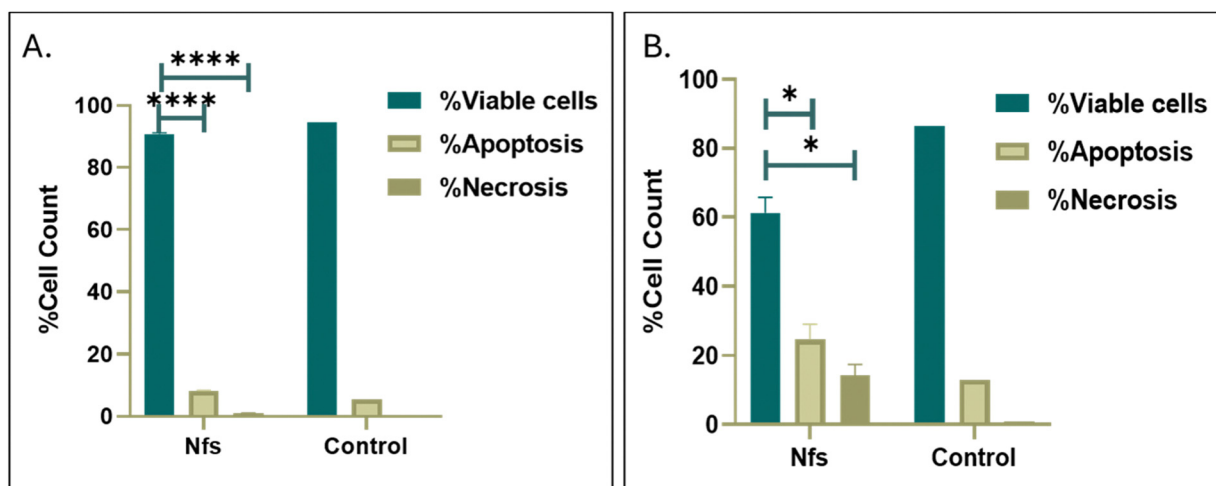 A.
****
****
%Cell Count
100
80
60
40
20
0
Nfs
Control
%Viable cells
%Apoptosis
%Necrosis
B.
*
*
%Cell Count
100
80
60
40
20
0
Nfs
Control
%Viable cells
%Apoptosis
%Necrosis